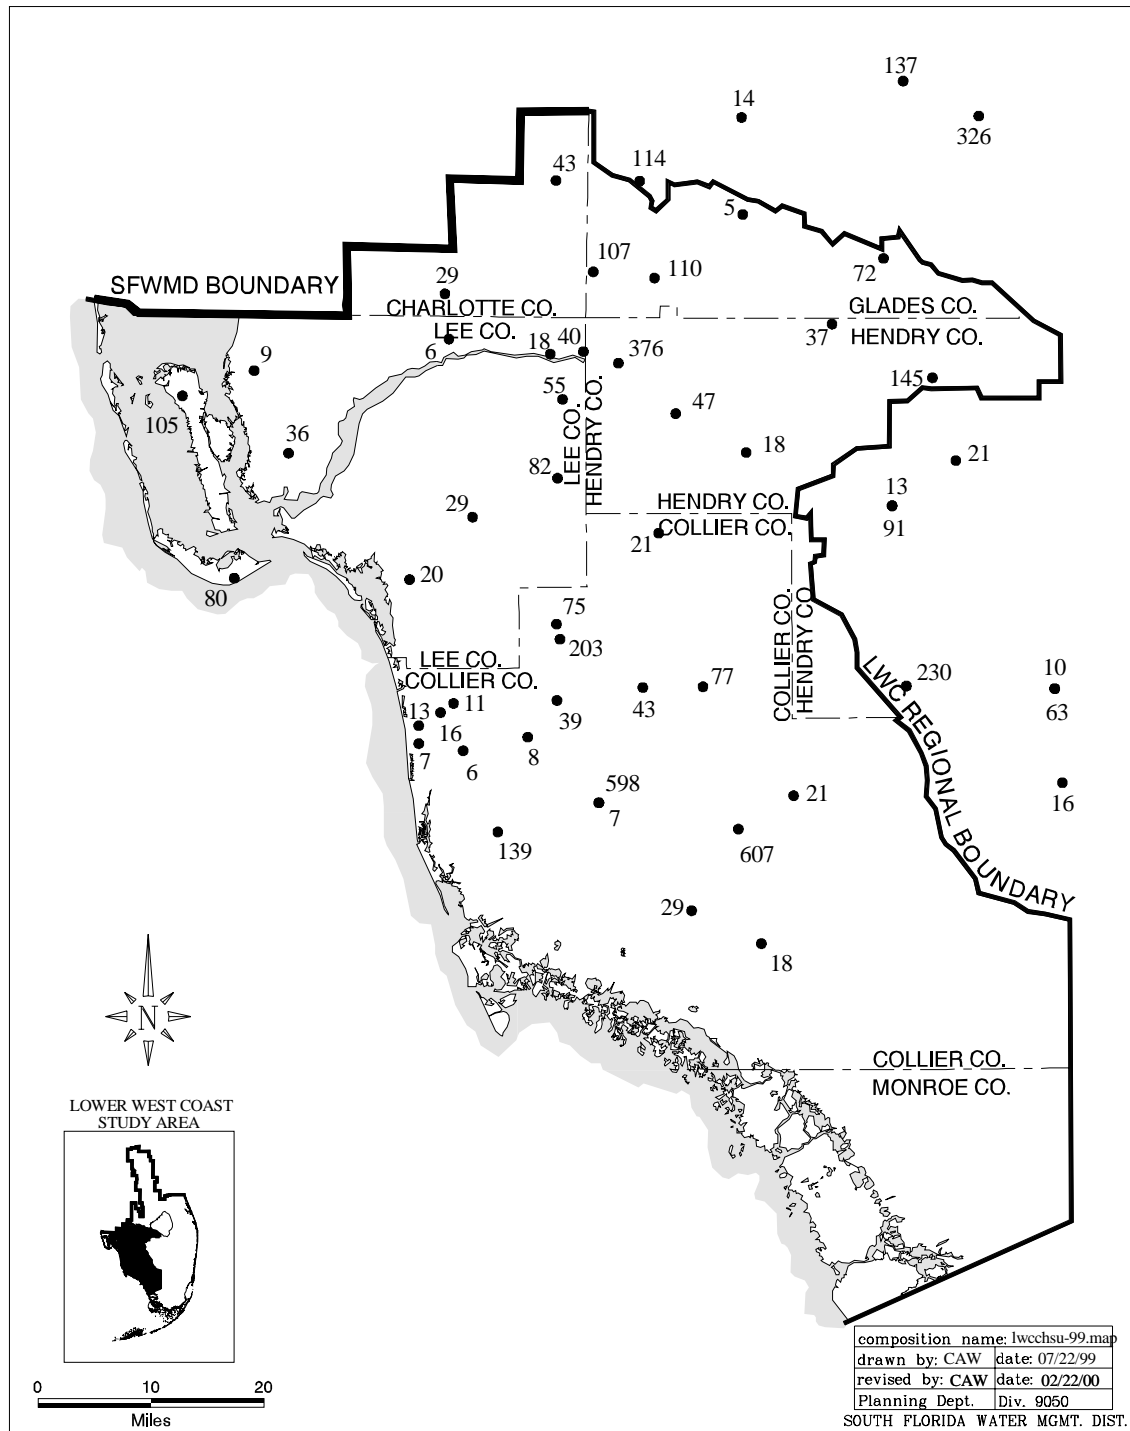 137
14
326
43
114
5
107
110
72
SFWMD BOUNDARY
29
CHARLOTTE CO.
LEE CO.
GLADES CO.
HENDRY CO.
37
6
18
40
376
9
145
105
55
47
LEE CO.
HENDRY CO.
36
18
21
82
29
HENDRY CO.
COLLIER CO.
13
91
21
20
80
75
203
COLLIER CO.
HENDRY CO.
LEE CO.
COLLIER CO.
LWC REGIONAL BOUNDARY
77
230
10
63
43
39
11
13
16
7
6
8
598
7
21
16
139
607
29
18
N
COLLIER CO.
MONROE CO.
LOWER WEST COAST
STUDY AREA
0 10 20
Miles
composition name: lwcchsu-99.map
drawn by: CAW date: 07/22/99
revised by: CAW date: 02/22/00
Planning Dept. Div. 9050
SOUTH FLORIDA WATER MGMT. DIST.